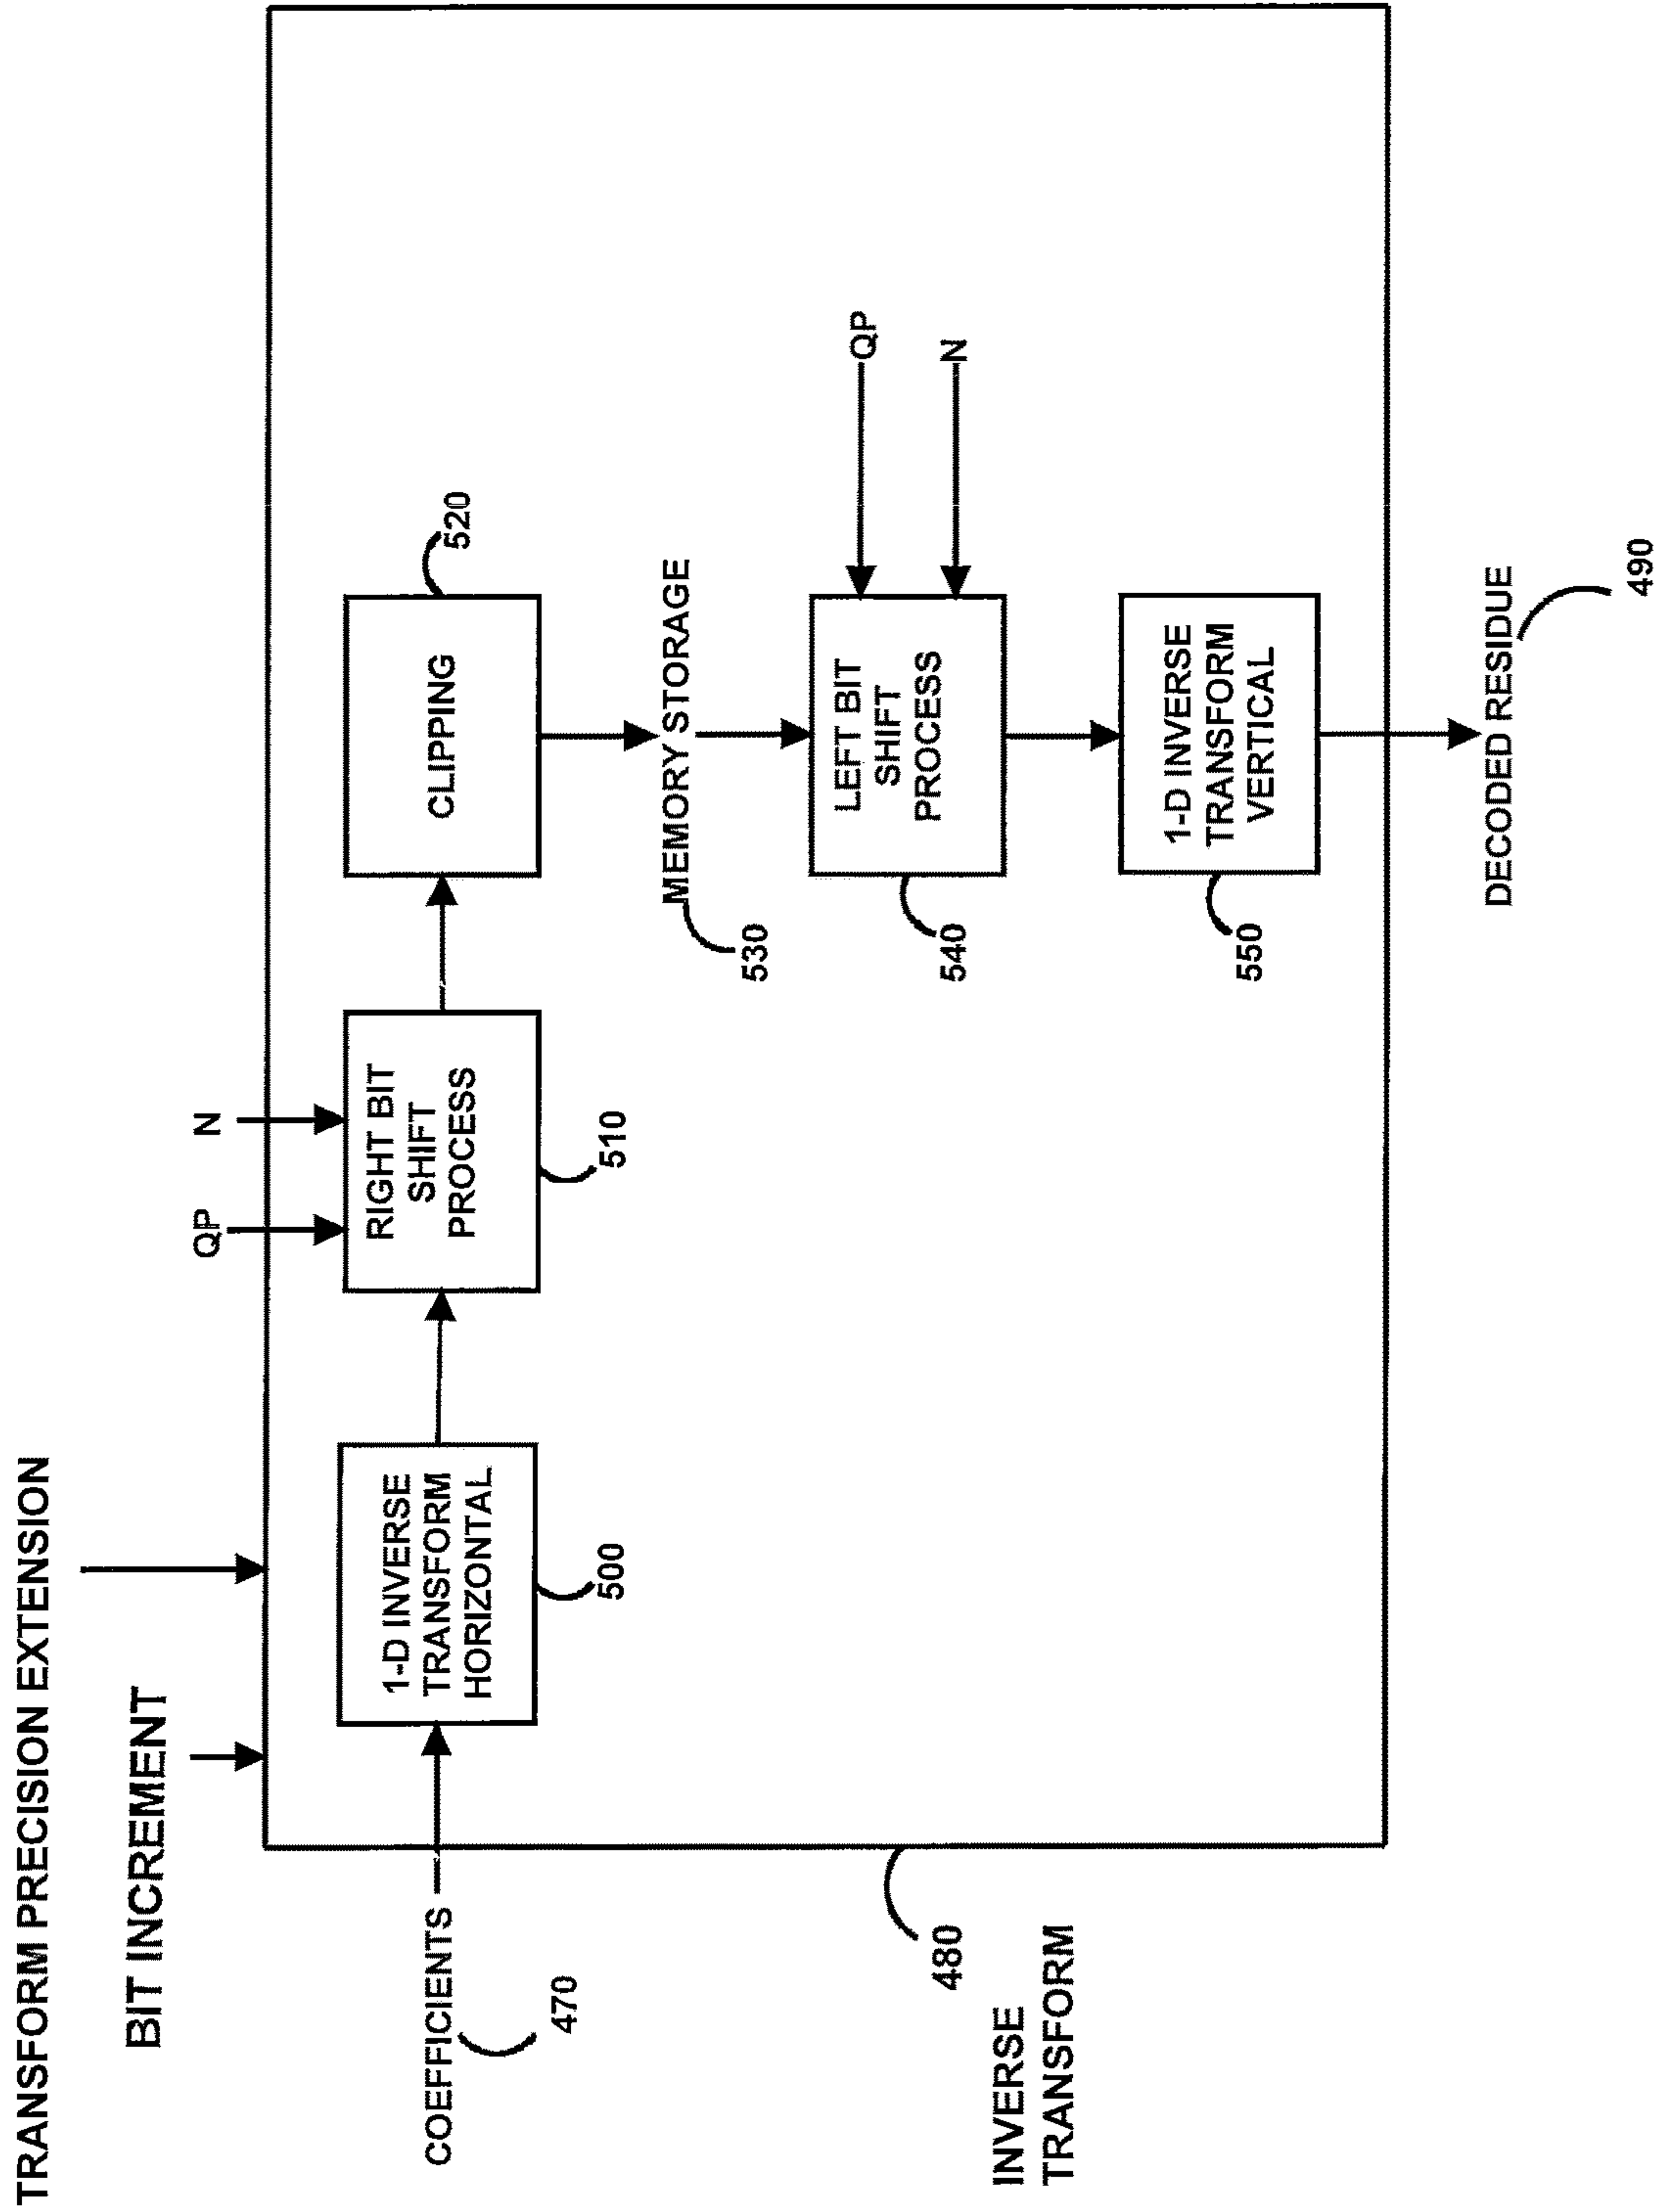 TRANSFORM PRECISION EXTENSION
BIT INCREMENT
QP
N
COEFFICIENTS
470
1-D INVERSE
TRANSFORM
HORIZONTAL
500
RIGHT BIT
SHIFT
PROCESS
510
CLIPPING
520
MEMORY STORAGE
530
LEFT BIT
SHIFT
PROCESS
540
QP
N
1-D INVERSE
TRANSFORM
VERTICAL
550
480
INVERSE
TRANSFORM
DECODED RESIDUE
490